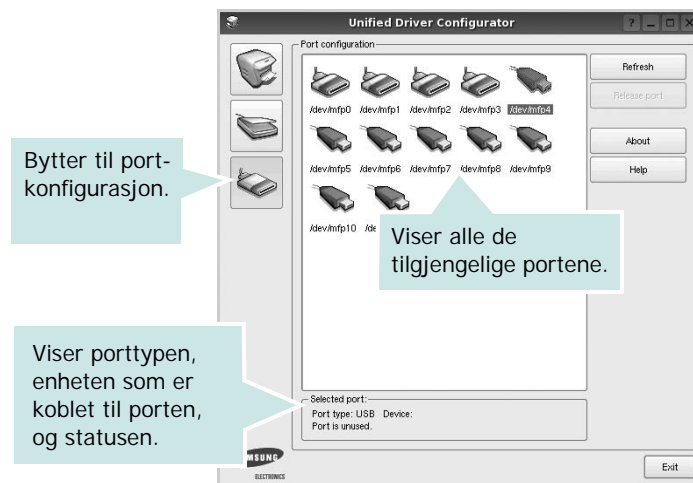 Unified Driver Configurator
Port configuration
/dev/mfp0 /dev/mfp1 /dev/mfp2 /dev/mfp3 /dev/mfp4
/dev/mfp5 /dev/mfp6 /dev/mfp7 /dev/mfp8 /dev/mfp9
/dev/mfp10 /de
Refresh
Release port
About
Help
Bytter til port-
konfigurasjon.
Viser alle de
tilgjengelige portene.
Viser porttypen,
enheten som er
koblet til porten,
og statusen.
Selected port:
Port type: USB Device:
Port is unused.
MSUNG
ELECTRONICS
Exit